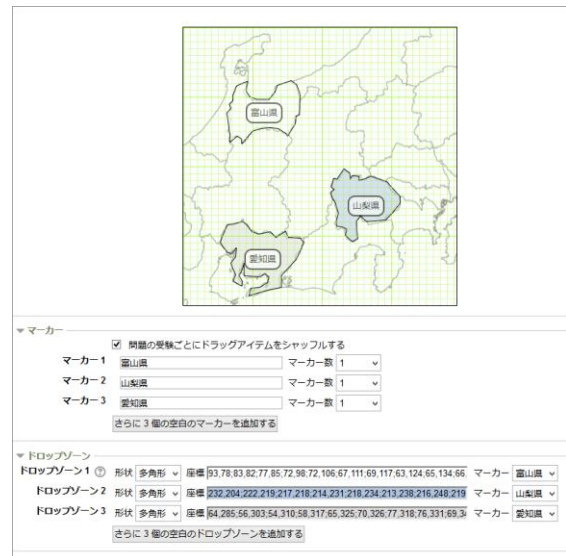 富山県
山梨県
愛知県
マーカー
問題の受験ごとにドラッグアイテムをシャッフルする
マーカー 1 富山県 マーカー数 1
マーカー 2 山梨県 マーカー数 1
マーカー 3 愛知県 マーカー数 1
さらに 3 個の空白のマーカーを追加する
ドロップゾーン
ドロップゾーン 1 形状 多角形 座標 93,78;83,82;77,85;72,98;72,106;67,111;69,117;63,124;65,134;66 マーカー 富山県
ドロップゾーン 2 形状 多角形 座標 232,204;222,219;217,218;214,231;218,234;213,238;216,248;219 マーカー 山梨県
ドロップゾーン 3 形状 多角形 座標 64,285;56,303;54,310;58,317;65,325;70,326;77,318;76,331;69,3 マーカー 愛知県
さらに 3 個の空白のドロップゾーンを追加する